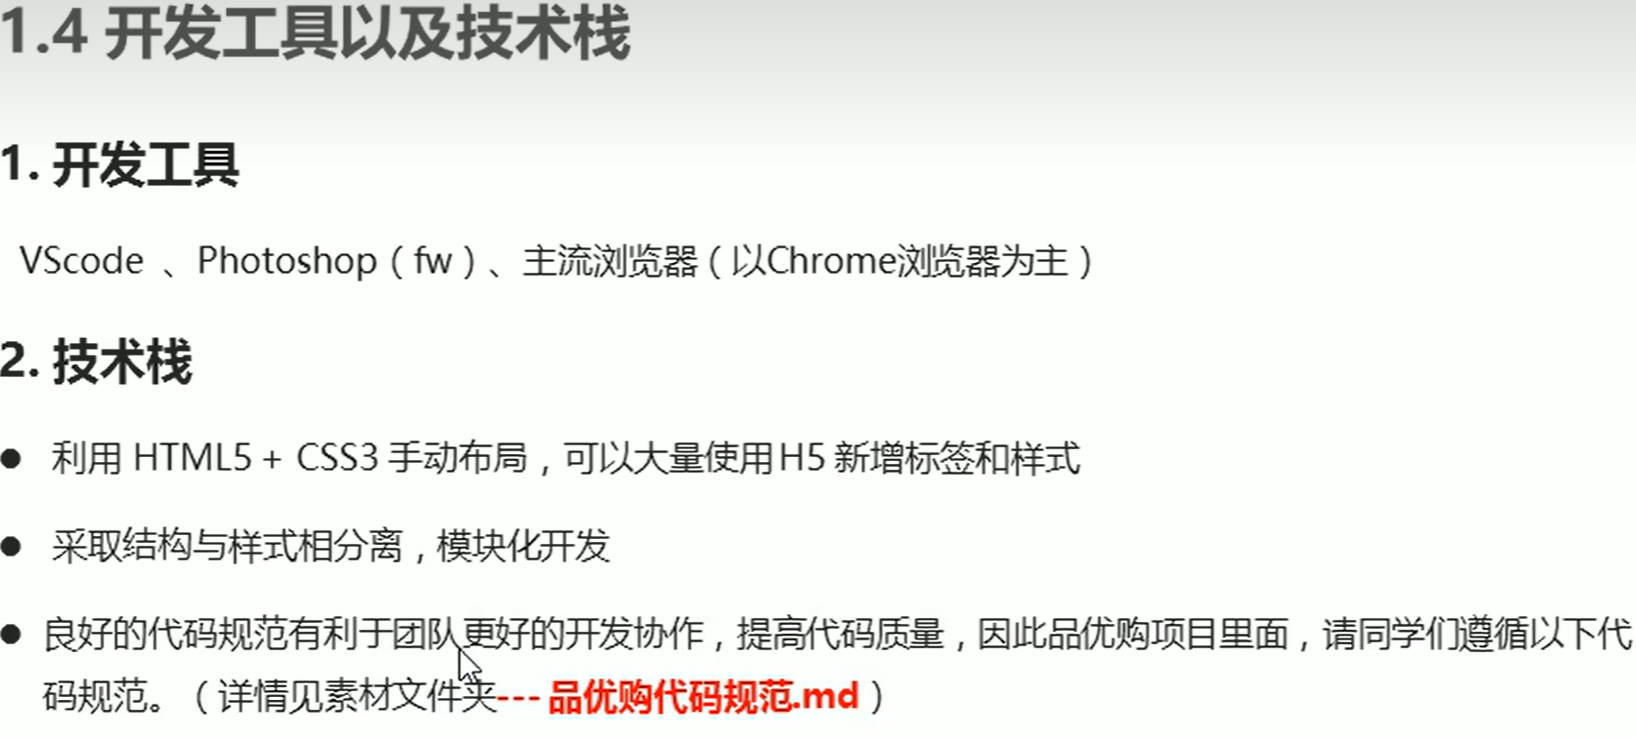 1.4 开发工具以及技术栈
1. 开发工具
VScode 、Photoshop（fw）、主流浏览器（以Chrome浏览器为主）
2. 技术栈
● 利用 HTML5 + CSS3 手动布局，可以大量使用 H5 新增标签和样式
● 采取结构与样式相分离，模块化开发
● 良好的代码规范有利于团队更好的开发协作，提高代码质量，因此品优购项目里面，请同学们遵循以下代
码规范。（详情见素材文件夹--- 品优购代码规范.md）